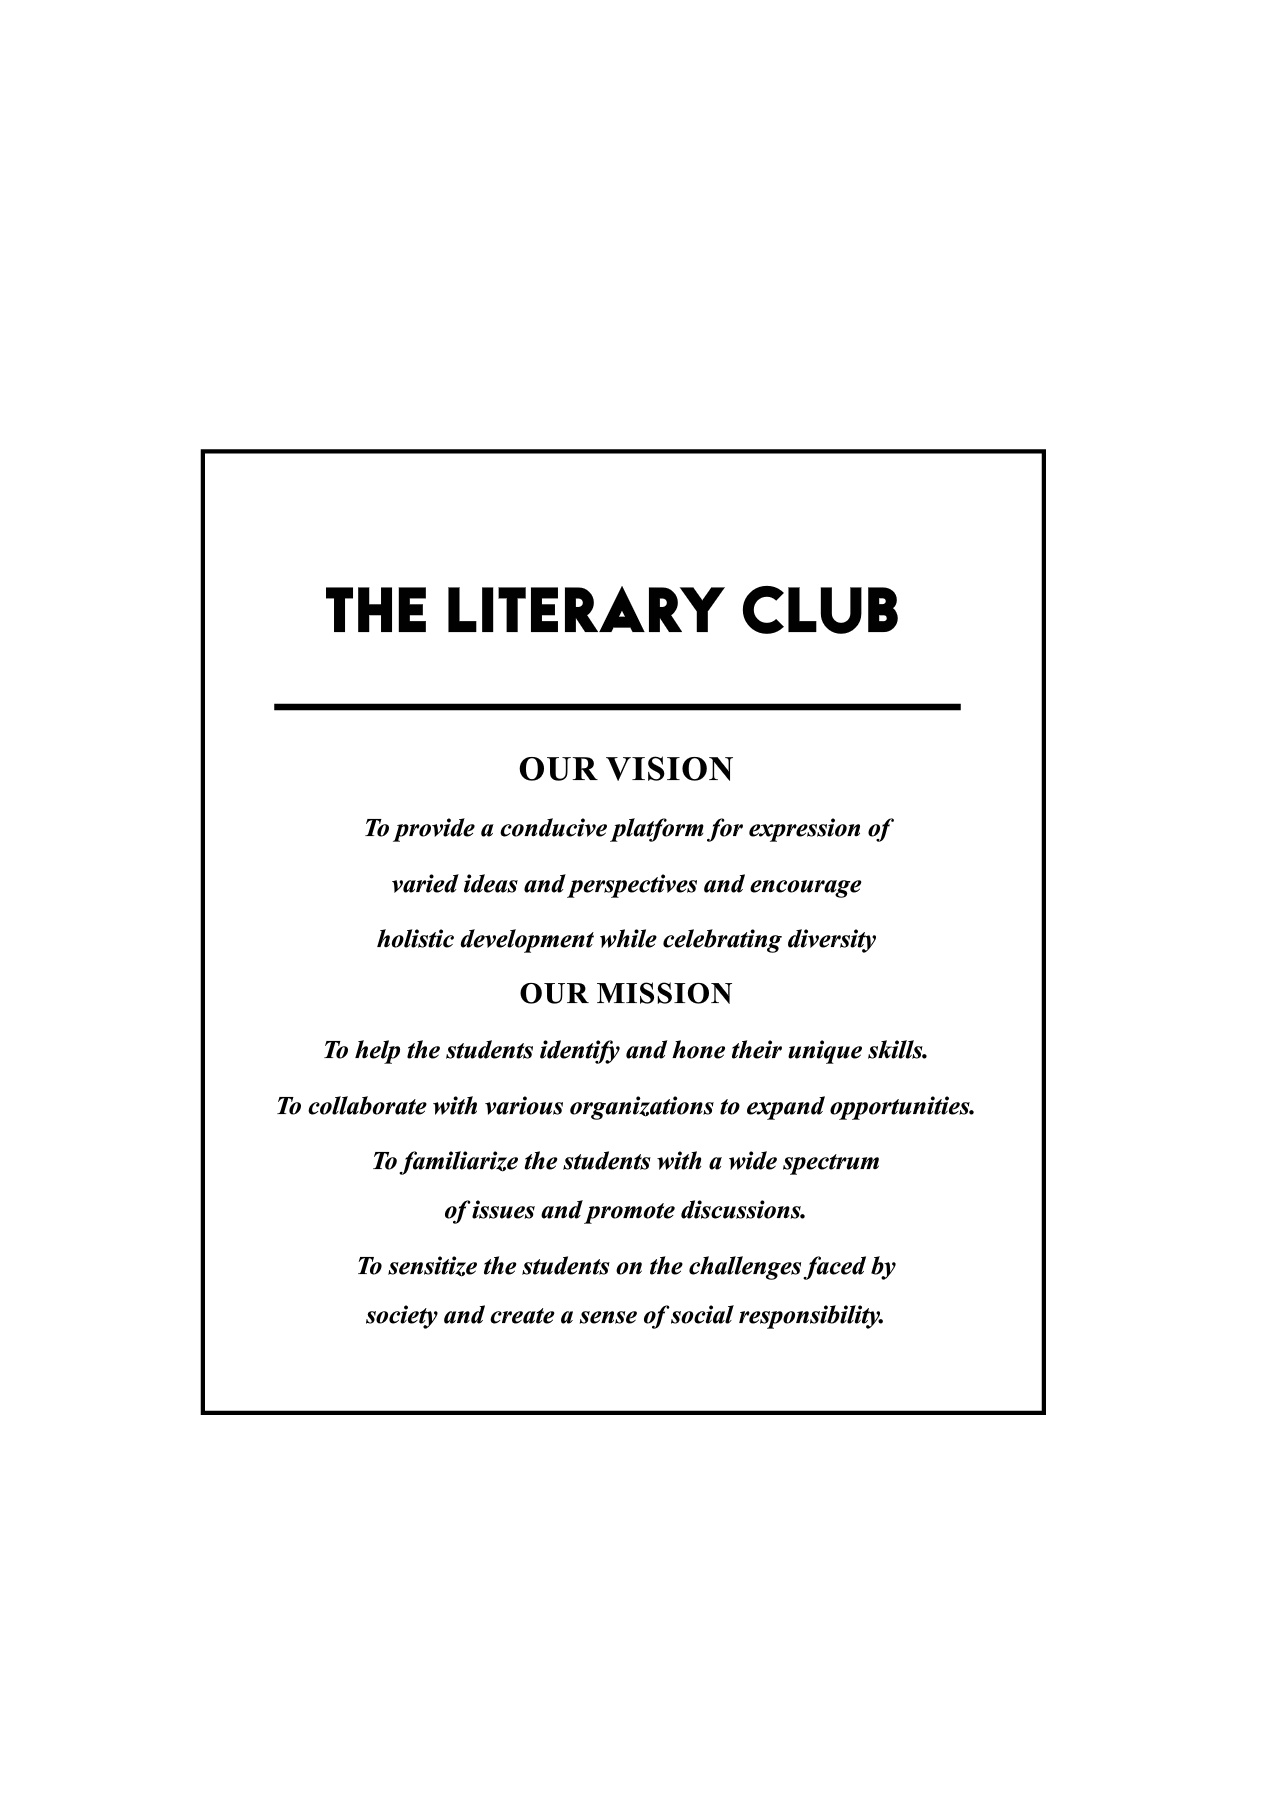 THE LITERARY CLUB
OUR VISION
To provide a conducive platform for expression of
varied ideas and perspectives and encourage
holistic development while celebrating diversity
OUR MISSION
To help the students identify and hone their unique skills.
To collaborate with various organizations to expand opportunities.
To familiarize the students with a wide spectrum
of issues and promote discussions.
To sensitize the students on the challenges faced by
society and create a sense of social responsibility.